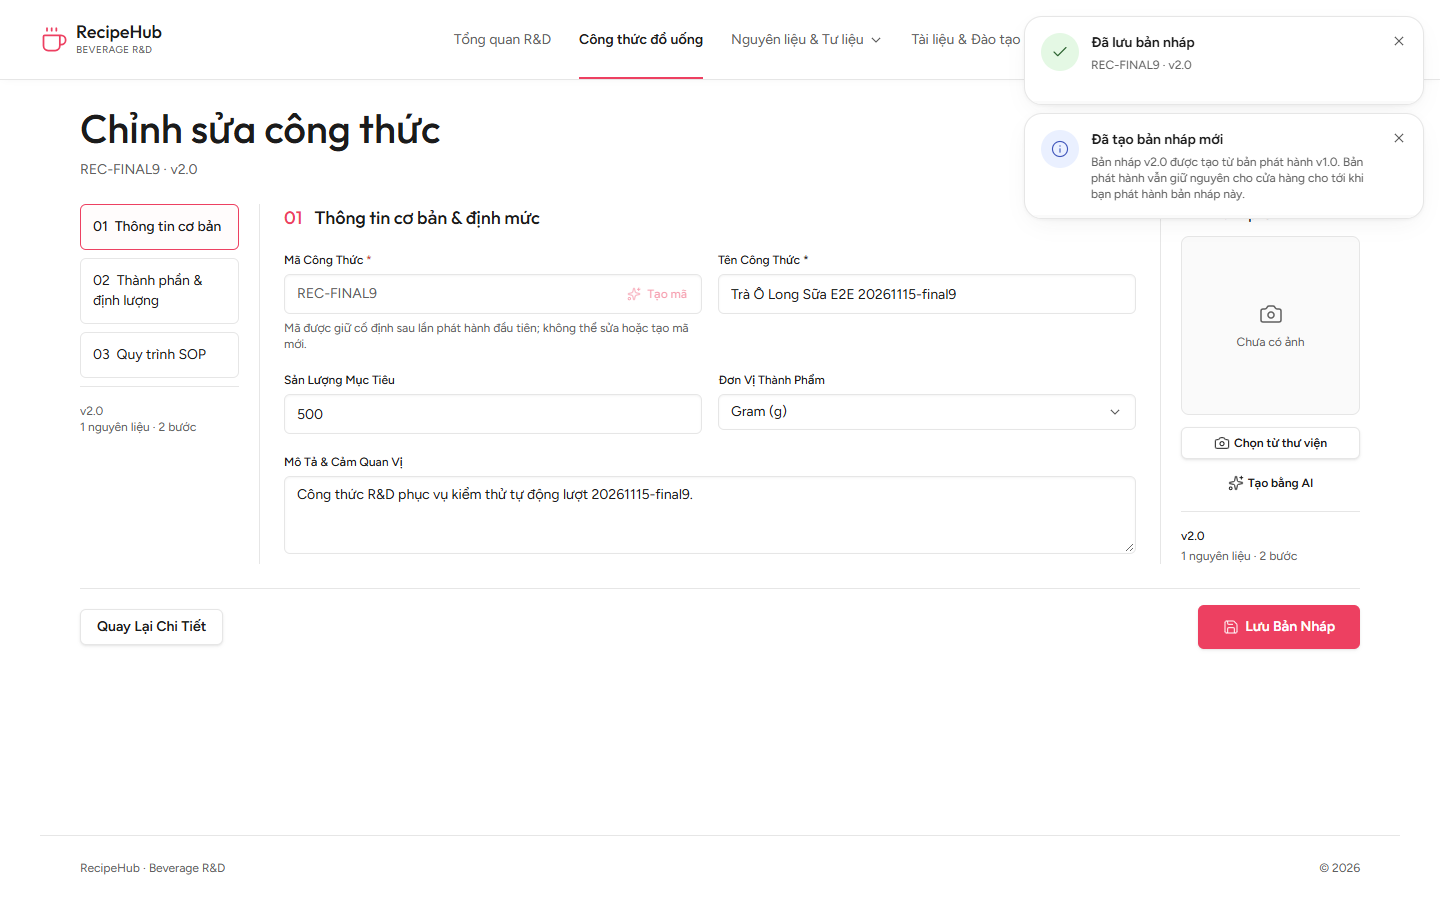 RecipeHub
BEVERAGE R&D
Tổng quan R&D
Công thức đồ uống
Nguyên liệu & Tư liệu
Tài liệu & Đào tạo
Đã lưu bản nháp
REC-FINAL9 · v2.0
Đã tạo bản nháp mới
Bản nháp v2.0 được tạo từ bản phát hành v1.0. Bản
phát hành vẫn giữ nguyên cho cửa hàng cho tới khi
bạn phát hành bản nháp này.
Chỉnh sửa công thức
REC-FINAL9 · v2.0
01 Thông tin cơ bản
02 Thành phần &
định lượng
03 Quy trình SOP
v2.0
1 nguyên liệu · 2 bước
01 Thông tin cơ bản & định mức
Mã Công Thức *
REC-FINAL9
Tạo mã
Mã được giữ cố định sau lần phát hành đầu tiên; không thể sửa hoặc tạo mã
mới.
Tên Công Thức *
Trà Ô Long Sữa E2E 20261115-final9
Sản Lượng Mục Tiêu
500
Đơn Vị Thành Phẩm
Gram (g)
Mô Tả & Cảm Quan Vị
Công thức R&D phục vụ kiểm thử tự động lượt 20261115-final9.
Chưa có ảnh
Chọn từ thư viện
Tạo bằng AI
v2.0
1 nguyên liệu · 2 bước
Quay Lại Chi Tiết
Lưu Bản Nháp
RecipeHub · Beverage R&D
© 2026